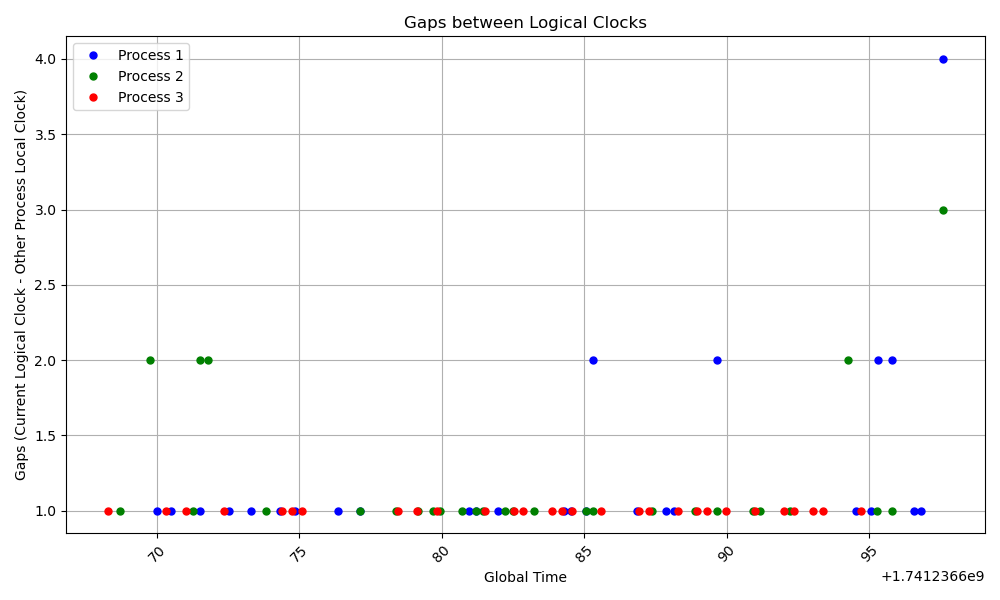 Gaps between Logical Clocks
Process 1
Process 2
Process 3
Gaps (Current Logical Clock - Other Process Local Clock)
4.0
3.5
3.0
2.5
2.0
1.5
1.0
70
75
80
85
90
95
Global Time
+1.7412366e9